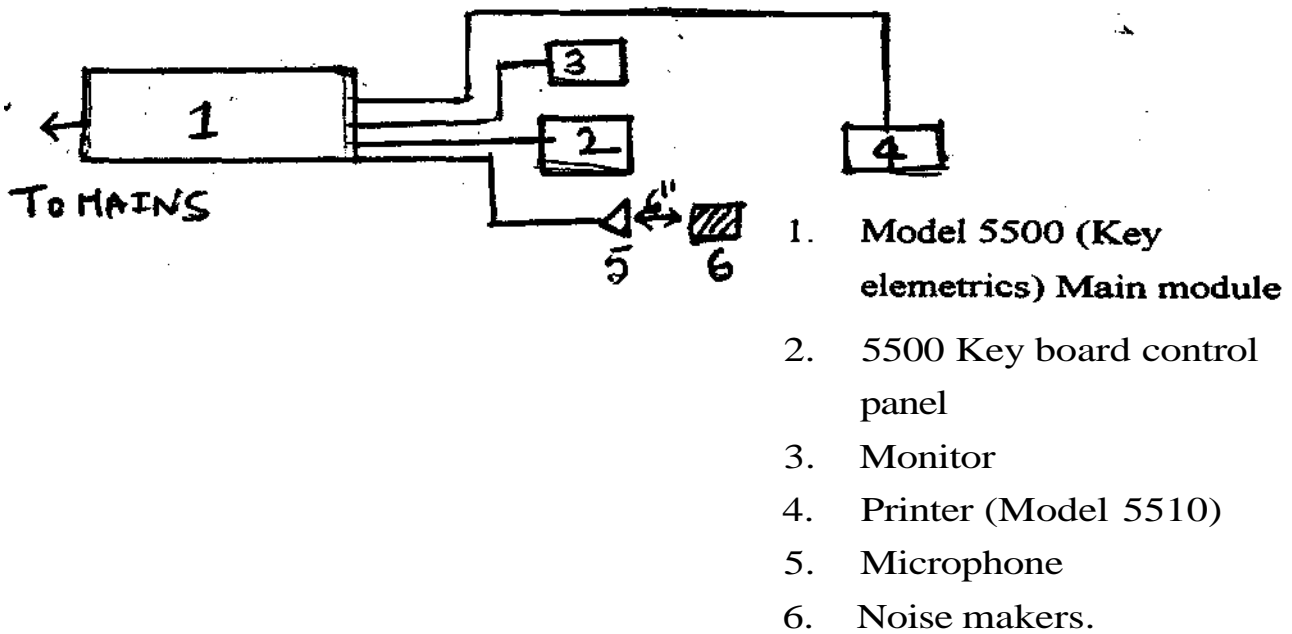 3
1
2
4
To MAINS
6"
5
6
1. Model 5500 (Key
elemetrics) Main module
2. 5500 Key board control
panel
3. Monitor
4. Printer (Model 5510)
5. Microphone
6. Noise makers.